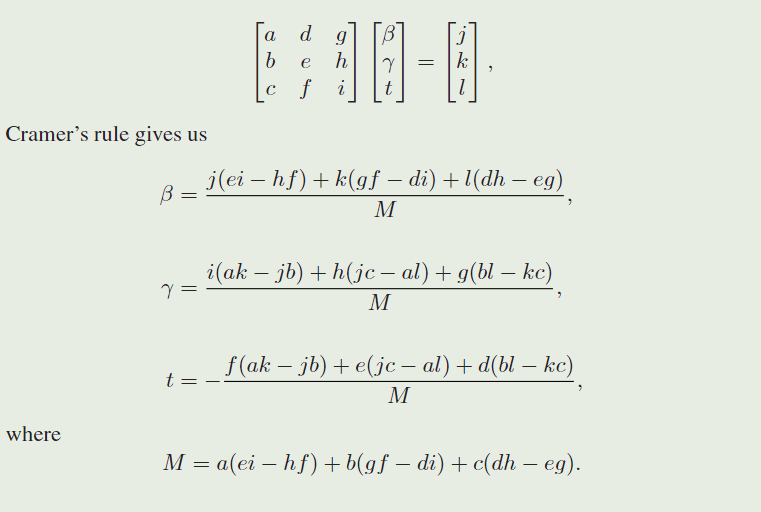 [a d g; b e h; c f i] [β; γ; t] = [j; k; l],
Cramer's rule gives us
β = (j(ei − hf) + k(gf − di) + l(dh − eg)) / M,
γ = (i(ak − jb) + h(jc − al) + g(bl − kc)) / M,
t = − (f(ak − jb) + e(jc − al) + d(bl − kc)) / M,
where
M = a(ei − hf) + b(gf − di) + c(dh − eg).